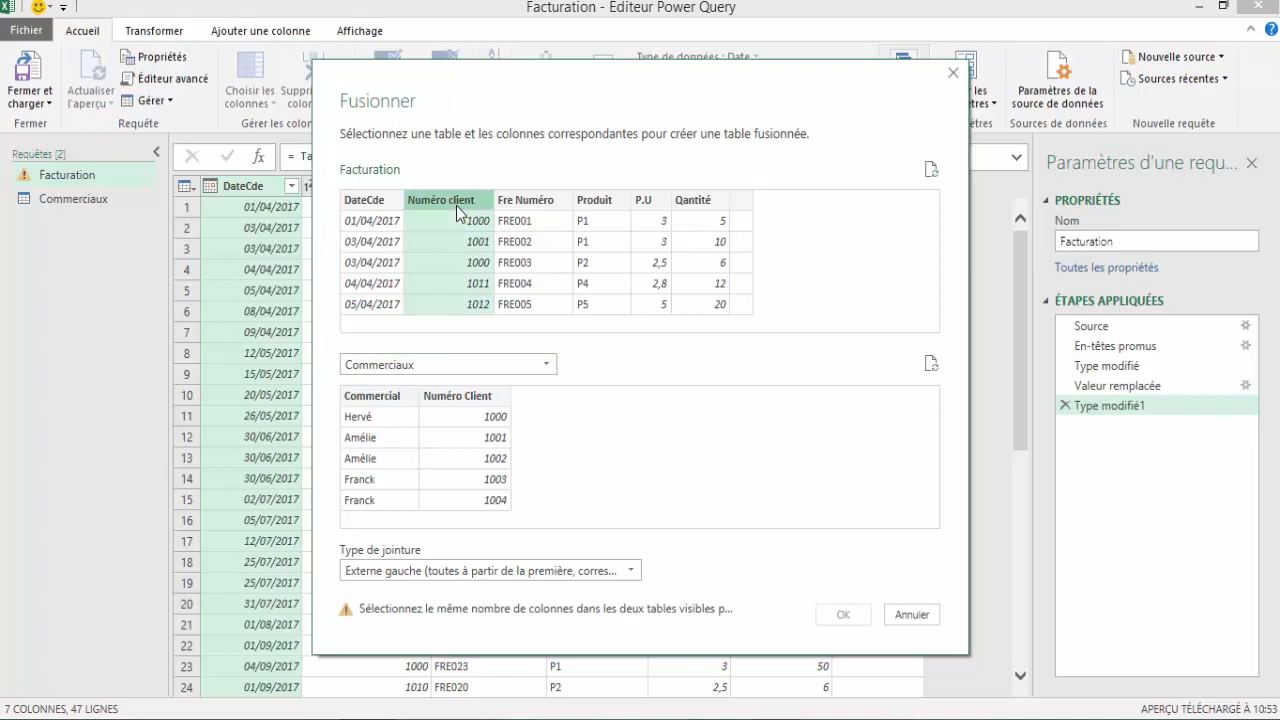 Facturation - Editeur Power Query
Fichier Accueil Transformer Ajouter une colonne Affichage
Fermer et charger
Fermer
Actualiser l'aperçu
Propriétés
Éditeur avancé
Gérer
Requête
Choisir les colonnes
Gérer les
Type de données : Date
Paramètres de la source de données
Sources de données
Nouvelle source
Sources récentes
Nouvelle requête
Requêtes [2]
Facturation
Commerciaux
fx = Ta
DateCde
1 01/04/2017
2 03/04/2017
3 03/04/2017
4 04/04/2017
5 05/04/2017
6 08/04/2017
7 09/04/2017
8 12/05/2017
9 15/05/2017
10 20/05/2017
11 26/05/2017
12 30/06/2017
13 30/06/2017
14 30/06/2017
15 02/07/2017
16 05/07/2017
17 12/07/2017
18 25/07/2017
19 25/07/2017
20 31/07/2017
21 01/08/2017
22 01/09/2017
23 04/09/2017 1000 FRE023 P1 3 50
24 01/09/2017 1010 FRE020 P2 2,5 6
Fusionner
Sélectionnez une table et les colonnes correspondantes pour créer une table fusionnée.
Facturation
DateCde Numéro client Fre Numéro Produit P.U Qantité
01/04/2017 1000 FRE001 P1 3 5
03/04/2017 1001 FRE002 P1 3 10
03/04/2017 1000 FRE003 P2 2,5 6
04/04/2017 1011 FRE004 P4 2,8 12
05/04/2017 1012 FRE005 P5 5 20
Commerciaux
Commercial Numéro Client
Hervé 1000
Amélie 1001
Amélie 1002
Franck 1003
Franck 1004
Type de jointure
Externe gauche (toutes à partir de la première, corres...
Sélectionnez le même nombre de colonnes dans les deux tables visibles p...
OK Annuler
Paramètres d'une requ...
PROPRIÉTÉS
Nom
Facturation
Toutes les propriétés
ÉTAPES APPLIQUÉES
Source
En-têtes promus
Type modifié
Valeur remplacée
Type modifié1
7 COLONNES, 47 LIGNES
APERÇU TÉLÉCHARGÉ À 10:53